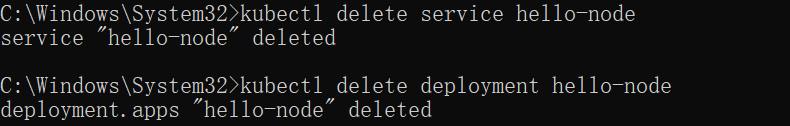 C:\Windows\System32>kubectl delete service hello-node
service "hello-node" deleted
C:\Windows\System32>kubectl delete deployment hello-node
deployment.apps "hello-node" deleted